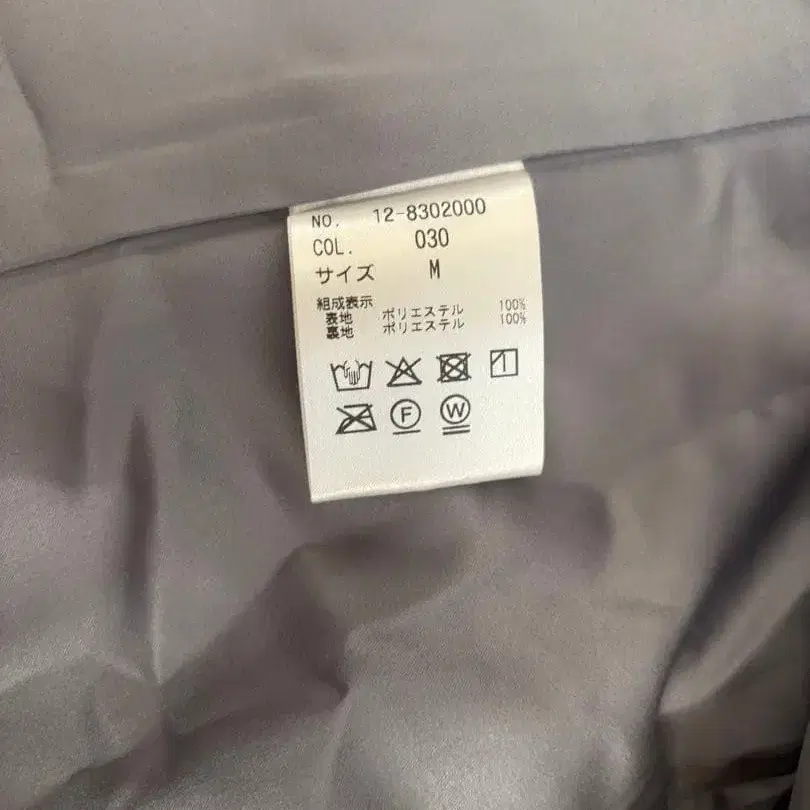 NO. 12-8302000
COL. 030
サイズ M
組成表示
表地 ポリエステル 100%
裏地 ポリエステル 100%
F W